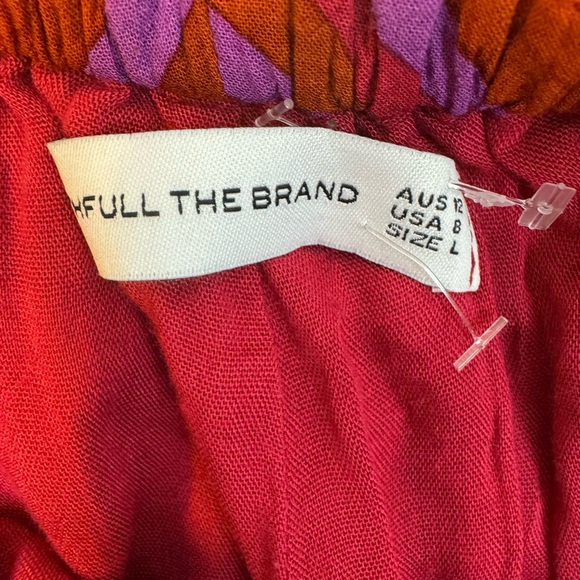 HFULL THE BRAND
AUS 12
USA 8
SIZE L